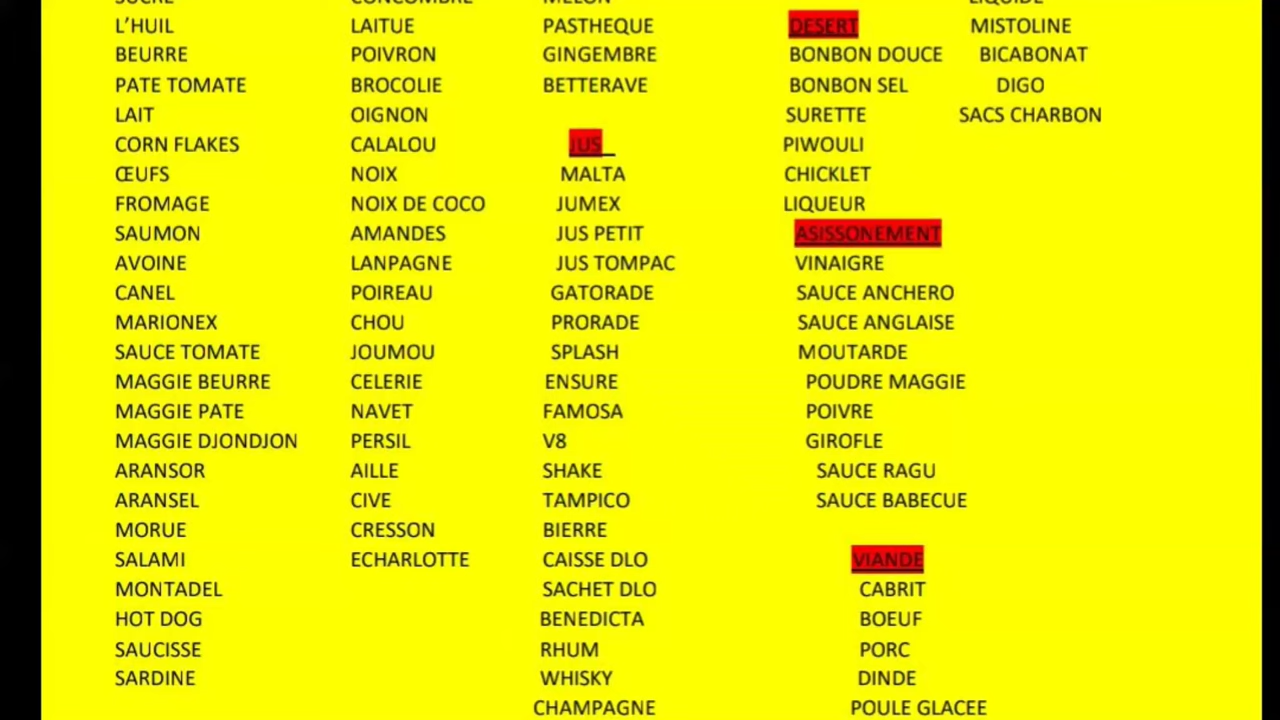 SUCRE
L’HUIL
BEURRE
PATE TOMATE
LAIT
CORN FLAKES
ŒUFS
FROMAGE
SAUMON
AVOINE
CANEL
MARIONEX
SAUCE TOMATE
MAGGIE BEURRE
MAGGIE PATE
MAGGIE DJONDJON
ARANSOR
ARANSEL
MORUE
SALAMI
MONTADEL
HOT DOG
SAUCISSE
SARDINE
CONCOMBRE
LAITUE
POIVRON
BROCOLIE
OIGNON
CALALOU
NOIX
NOIX DE COCO
AMANDES
LANPAGNE
POIREAU
CHOU
JOUMOU
CELERIE
NAVET
PERSIL
AILLE
CIVE
CRESSON
ECHARLOTTE
MELON
PASTHEQUE
GINGEMBRE
BETTERAVE
JUS
MALTA
JUMEX
JUS PETIT
JUS TOMPAC
GATORADE
PRORADE
SPLASH
ENSURE
FAMOSA
V8
SHAKE
TAMPICO
BIERRE
CAISSE DLO
SACHET DLO
BENEDICTA
RHUM
WHISKY
CHAMPAGNE
DESERT
BONBON DOUCE
BONBON SEL
SURETTE
PIWOULI
CHICKLET
LIQUEUR
ASISSONEMENT
VINAIGRE
SAUCE ANCHERO
SAUCE ANGLAISE
MOUTARDE
POUDRE MAGGIE
POIVRE
GIROFLE
SAUCE RAGU
SAUCE BABECUE
VIANDE
CABRIT
BOEUF
PORC
DINDE
POULE GLACEE
LIQUIDE
MISTOLINE
BICABONAT
DIGO
SACS CHARBON